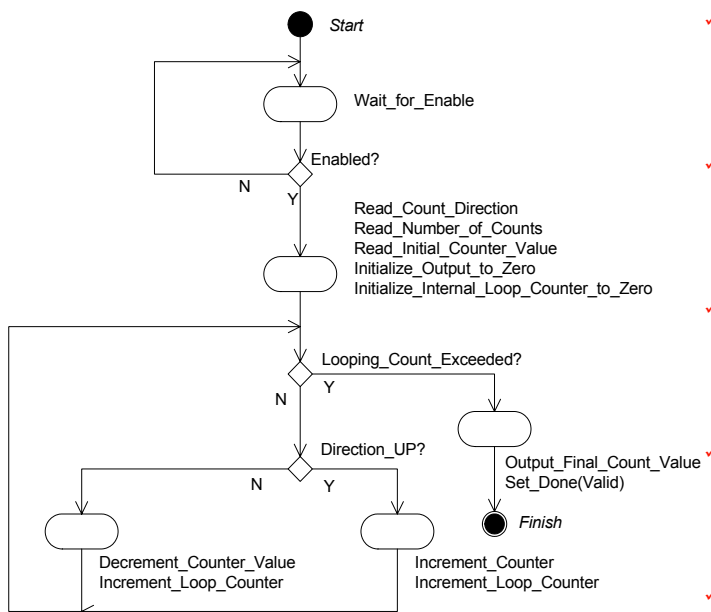 Start
Wait_for_Enable
Enabled?
N
Y
Read_Count_Direction
Read_Number_of_Counts
Read_Initial_Counter_Value
Initialize_Output_to_Zero
Initialize_Internal_Loop_Counter_to_Zero
Looping_Count_Exceeded?
Y
N
Direction_UP?
N
Y
Output_Final_Count_Value
Set_Done(Valid)
Finish
Decrement_Counter_Value
Increment_Loop_Counter
Increment_Counter
Increment_Loop_Counter